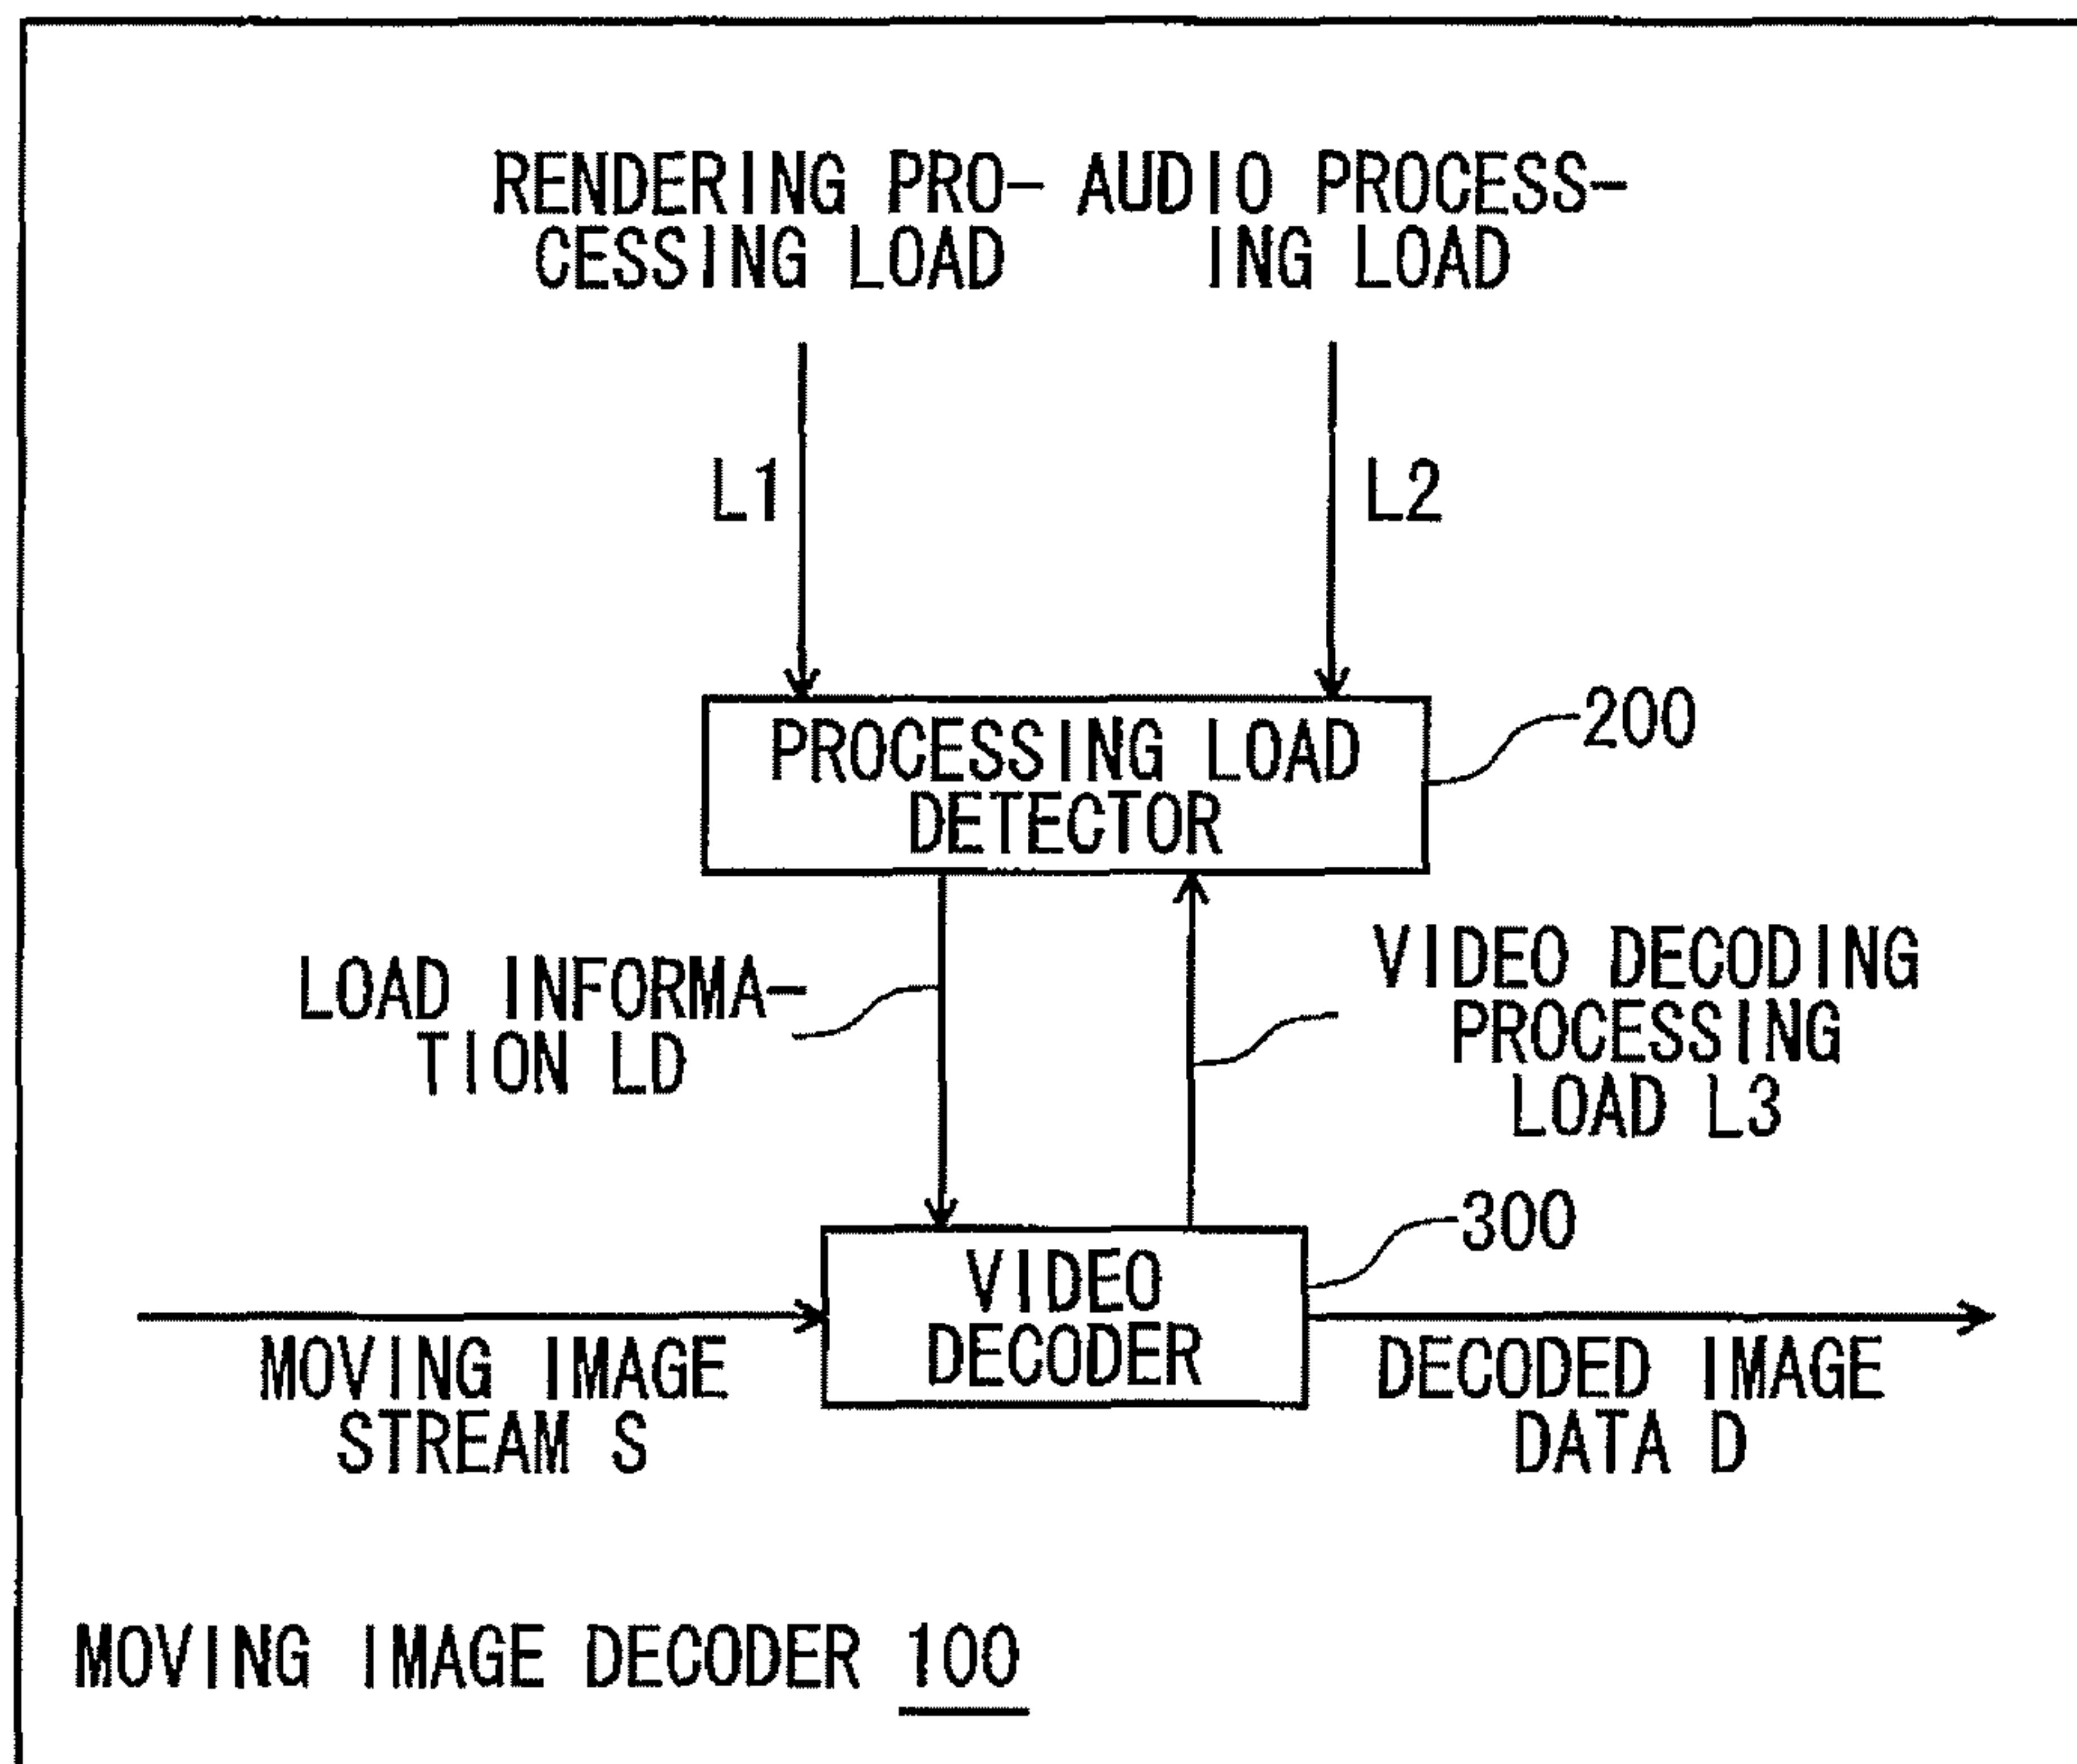 RENDERING PRO-
CESSING LOAD
AUDIO PROCESS-
ING LOAD
L1
L2
PROCESSING LOAD
DETECTOR
200
LOAD INFORMA-
TION LD
VIDEO DECODING
PROCESSING
LOAD L3
300
VIDEO
DECODER
MOVING IMAGE
STREAM S
DECODED IMAGE
DATA D
MOVING IMAGE DECODER 100